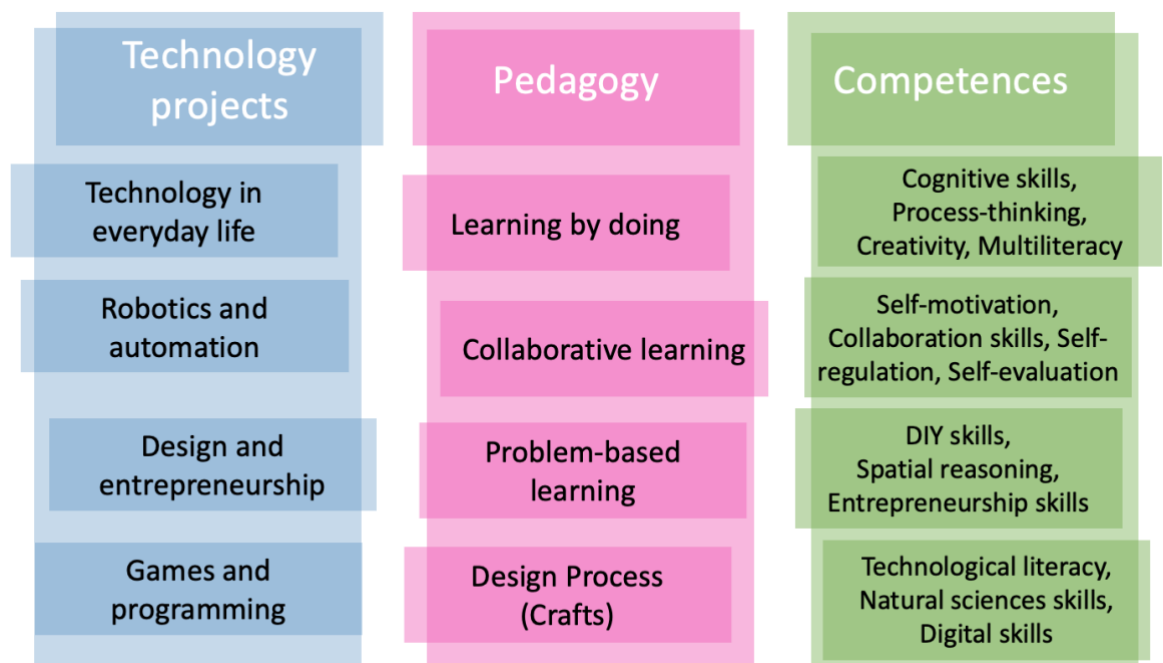 Technology
projects
Technology in
everyday life
Robotics and
automation
Design and
entrepreneurship
Games and
programming
Pedagogy
Learning by doing
Collaborative learning
Problem-based
learning
Design Process
(Crafts)
Competences
Cognitive skills,
Process-thinking,
Creativity, Multiliteracy
Self-motivation,
Collaboration skills, Self-
regulation, Self-evaluation
DIY skills,
Spatial reasoning,
Entrepreneurship skills
Technological literacy,
Natural sciences skills,
Digital skills